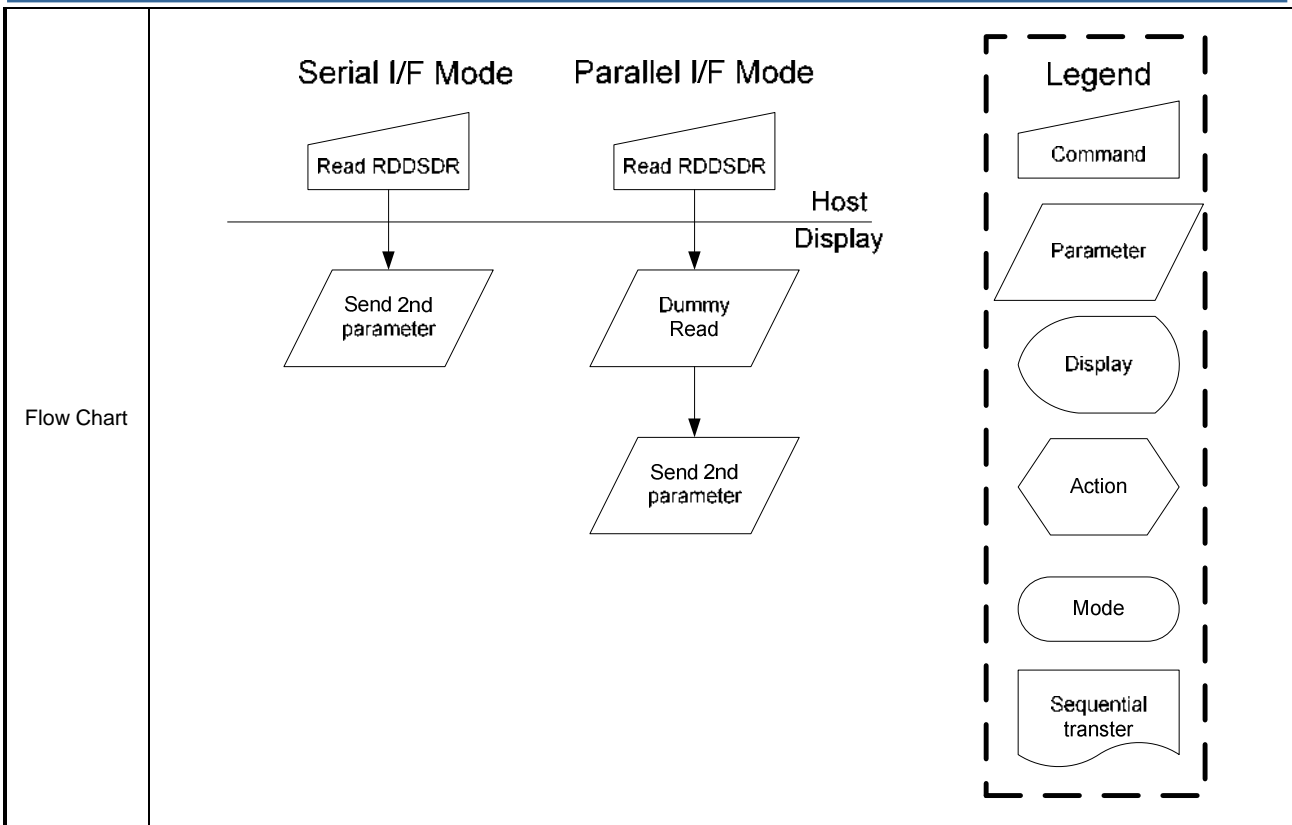 Flow Chart
Serial I/F Mode
Read RDDSDR
Send 2nd
parameter
Parallel I/F Mode
Read RDDSDR
Host
Display
Dummy
Read
Send 2nd
parameter
Legend
Command
Parameter
Display
Action
Mode
Sequential
transter